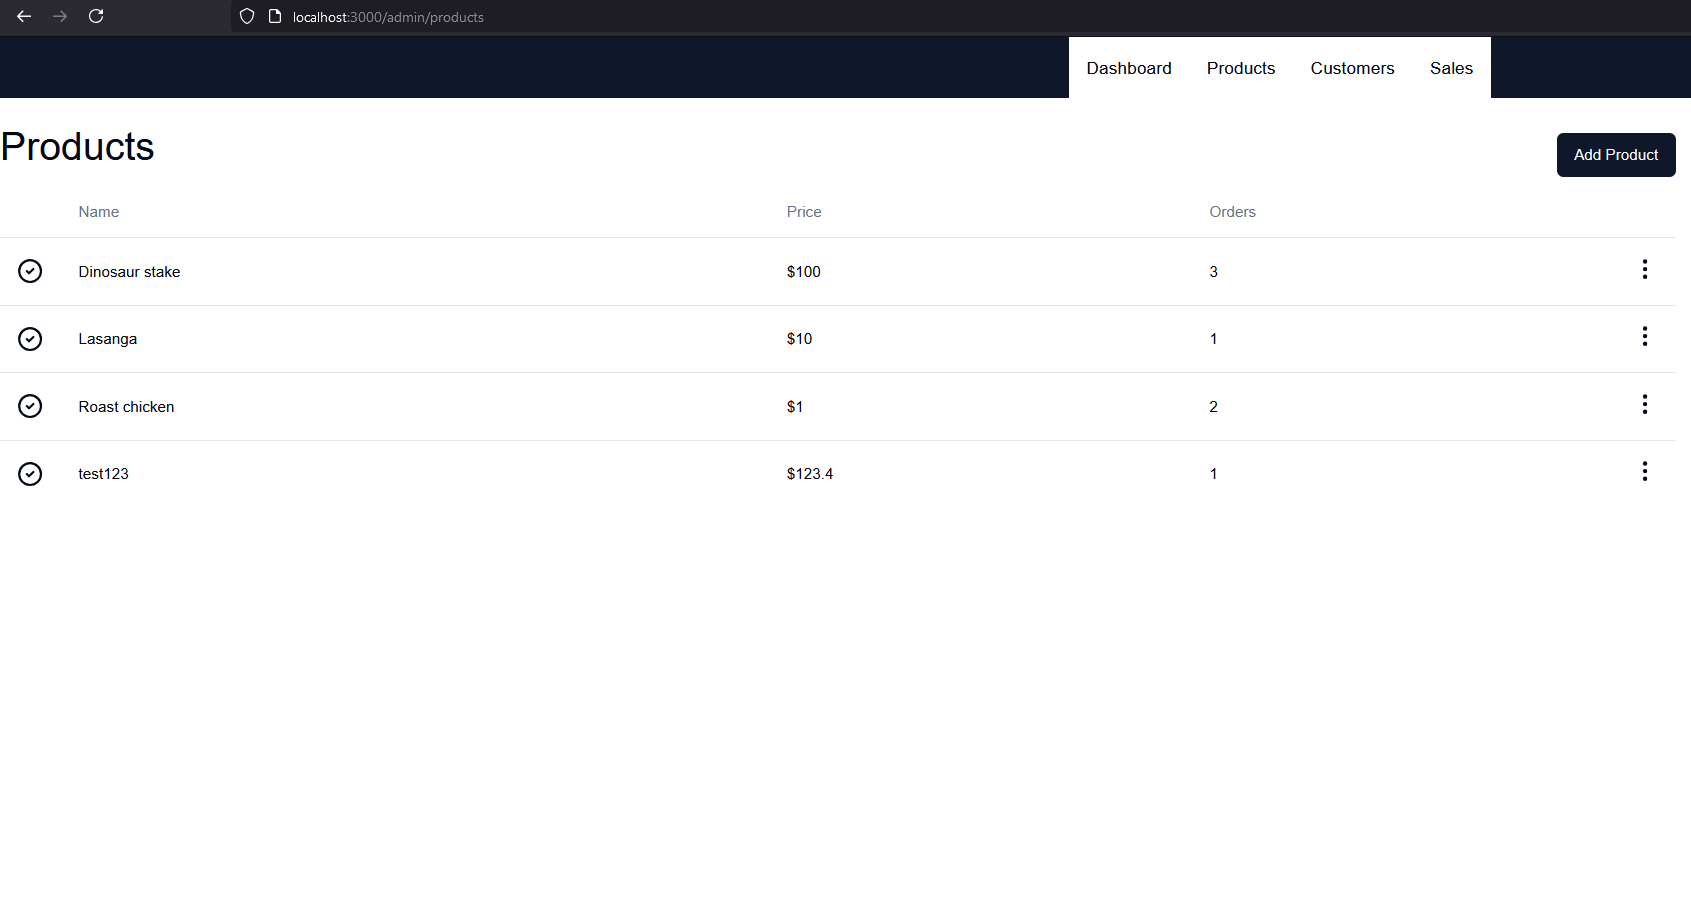 localhost:3000/admin/products
Dashboard Products Customers Sales
Products
Add Product
Name Price Orders
Dinosaur stake $100 3
Lasanga $10 1
Roast chicken $1 2
test123 $123.4 1